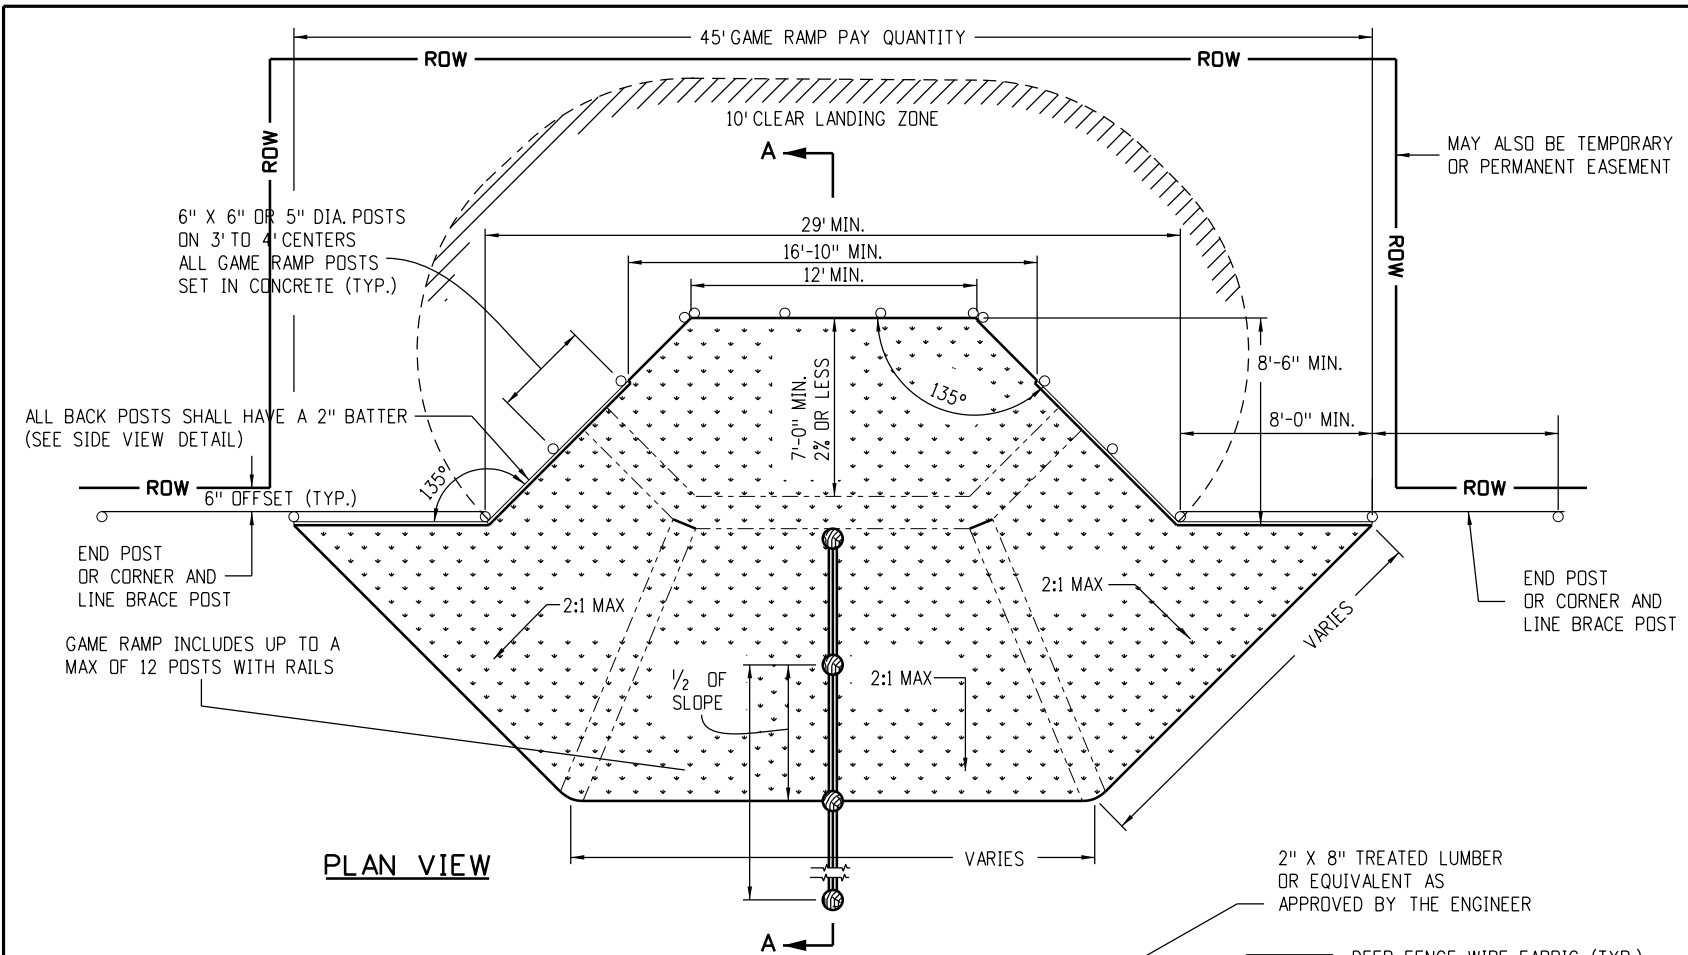 45' GAME RAMP PAY QUANTITY
ROW
ROW
10' CLEAR LANDING ZONE
ROW
A
MAY ALSO BE TEMPORARY
OR PERMANENT EASEMENT
6" X 6" OR 5" DIA. POSTS
ON 3' TO 4' CENTERS
ALL GAME RAMP POSTS
SET IN CONCRETE (TYP.)
29' MIN.
16'-10" MIN.
12' MIN.
ROW
7'-0" MIN.
2% OR LESS
135°
8'-6" MIN.
8'-0" MIN.
ALL BACK POSTS SHALL HAVE A 2" BATTER
(SEE SIDE VIEW DETAIL)
135°
ROW
6" OFFSET (TYP.)
ROW
END POST
OR CORNER AND
LINE BRACE POST
2:1 MAX
2:1 MAX
VARIES
END POST
OR CORNER AND
LINE BRACE POST
GAME RAMP INCLUDES UP TO A
MAX OF 12 POSTS WITH RAILS
1/2 OF
SLOPE
2:1 MAX
PLAN VIEW
VARIES
2" X 8" TREATED LUMBER
OR EQUIVALENT AS
APPROVED BY THE ENGINEER
A
DEER FENCE WIRE FABRIC (TYP.)